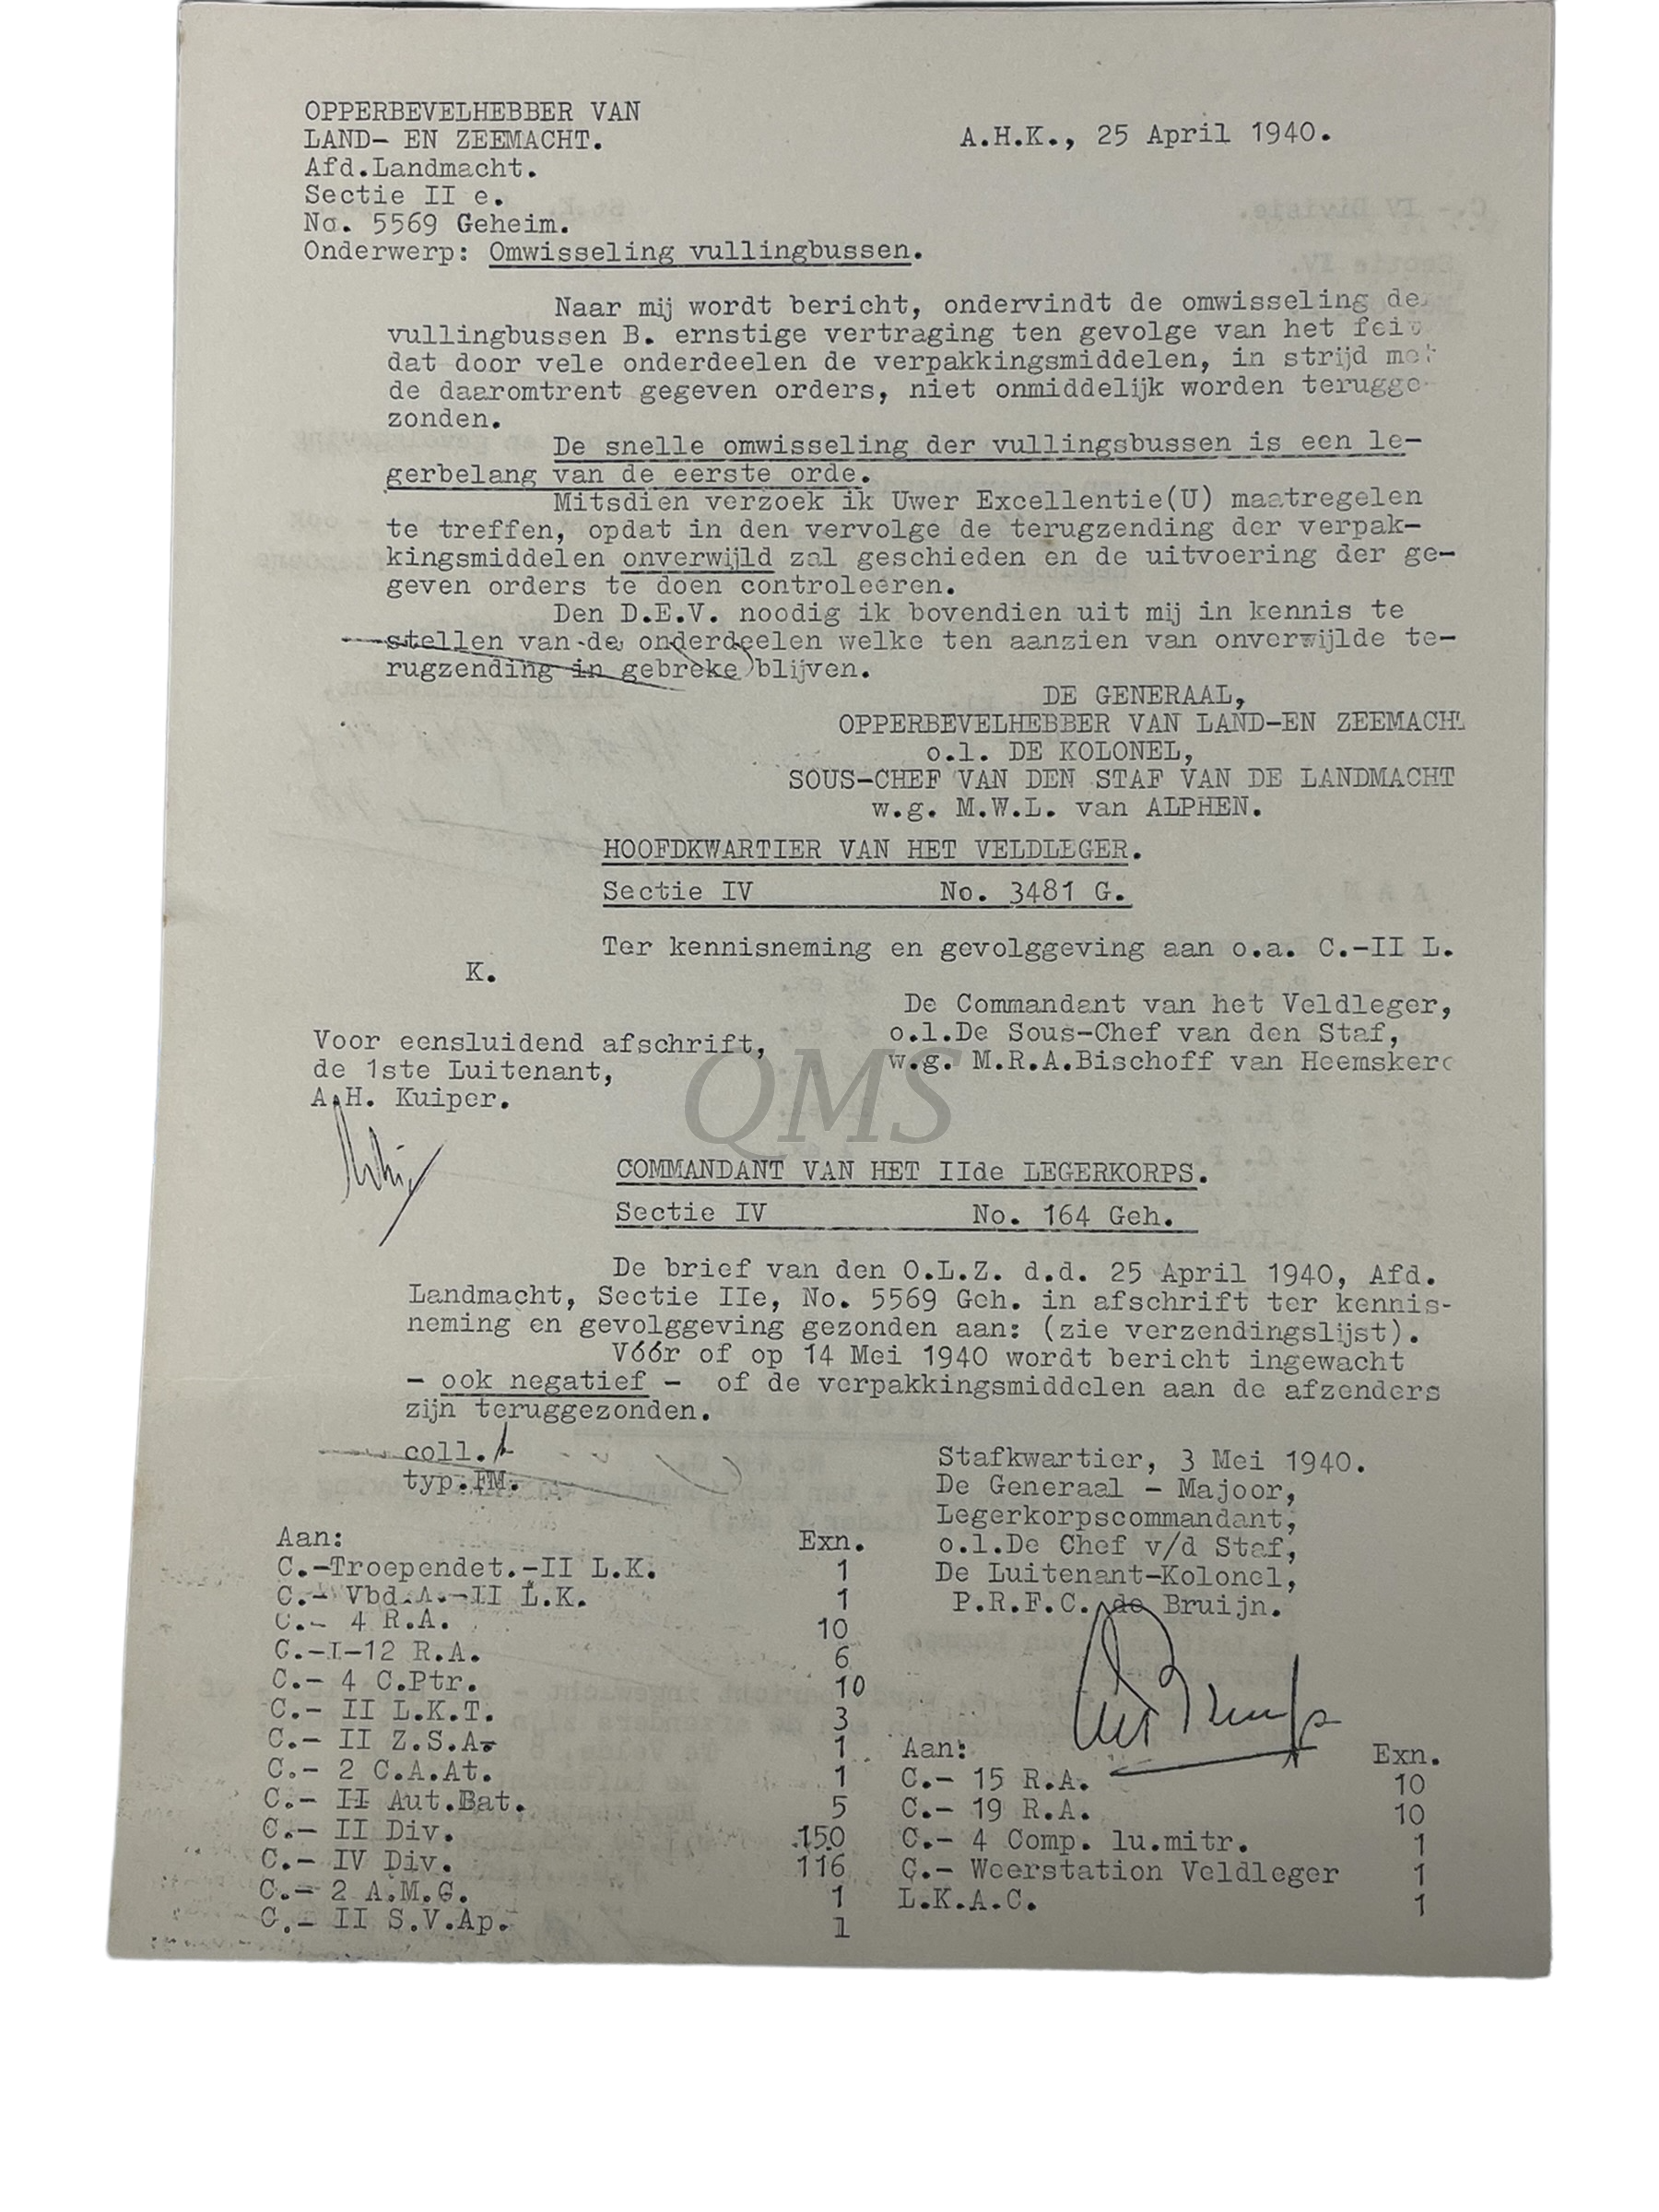 OPPERBEVELHEBBER VAN
LAND- EN ZEEMACHT.
A.H.K., 25 April 1940.
Afd.Landmacht.
Sectie II e.
No. 5569 Geheim.
Onderwerp: Omwisseling vullingbussen.
Naar mij wordt bericht, ondervindt de omwisseling de
vullingbussen B. ernstige vertraging ten gevolge van het feit
dat door vele onderdeelen de verpakkingsmiddelen, in strijd met
de daaromtrent gegeven orders, niet onmiddelijk worden terugge-
zonden.
De snelle omwisseling der vullingsbussen is een le-
gerbelang van de eerste orde.
Mitsdien verzoek ik Uwer Excellentie(U) maatregelen
te treffen, opdat in den vervolge de terugzending der verpak-
kingsmiddelen onverwijld zal geschieden en de uitvoering der ge-
geven orders te doen controleeren.
Den D.E.V. noodig ik bovendien uit mij in kennis te
stellen van de onderdeelen welke ten aanzien van onverwijlde te-
rugzending in gebreke blijven.
DE GENERAAL,
OPPERBEVELHEBBER VAN LAND-EN ZEEMACHT
o.l. DE KOLONEL,
SOUS-CHEF VAN DEN STAF VAN DE LANDMACHT
w.g. M.W.L. van ALPHEN.
HOOFDKWARTIER VAN HET VELDLEGER.
Sectie IV No. 3481 G.
Ter kennisneming en gevolggeving aan o.a. C.-II L.
K.
De Commandant van het Veldleger,
o.l.De Sous-Chef van den Staf,
w.g. M.R.A.Bischoff van Heemskerc
Voor eensluidend afschrift,
de 1ste Luitenant,
A.H. Kuiper.
QMS
COMMANDANT VAN HET IIde LEGERKORPS.
Sectie IV No. 164 Geh.
De brief van den O.L.Z. d.d. 25 April 1940, Afd.
Landmacht, Sectie IIe, No. 5569 Geh. in afschrift ter kennis-
neming en gevolggeving gezonden aan: (zie verzendingslijst).
Vóór of op 14 Mei 1940 wordt bericht ingewacht
- ook negatief - of de verpakkingsmiddelen aan de afzenders
zijn teruggezonden.
coll.
typ.FM.
Stafkwartier, 3 Mei 1940.
De Generaal - Majoor,
Legerkorpscommandant,
o.l.De Chef v/d Staf,
De Luitenant-Kolonel,
P.R.F.C. de Bruijn.
Aan: Exn.
C.-Troependet.-II L.K. 1
C.- Vbd.A.-II L.K. 1
C.- 4 R.A. 10
C.-I-12 R.A. 6
C.- 4 C.Ptr. 10
C.- II L.K.T. 3
C.- II Z.S.A. 1
C.- 2 C.A.At. 1
C.- II Aut.Bat. 5
C.- II Div. 150
C.- IV Div. 116
C.- 2 A.M.G. 1
C.- II S.V.Ap. 1
Aan: Exn.
C.- 15 R.A. 10
C.- 19 R.A. 10
C.- 4 Comp. lu.mitr. 1
C.- Weerstation Veldleger 1
L.K.A.C. 1